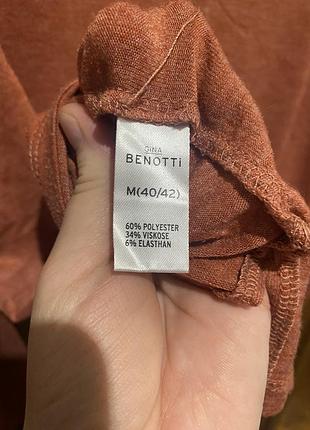 GINA
BENOTTI
M(40/42)
60% POLYESTER
34% VISKOSE
6% ELASTHAN